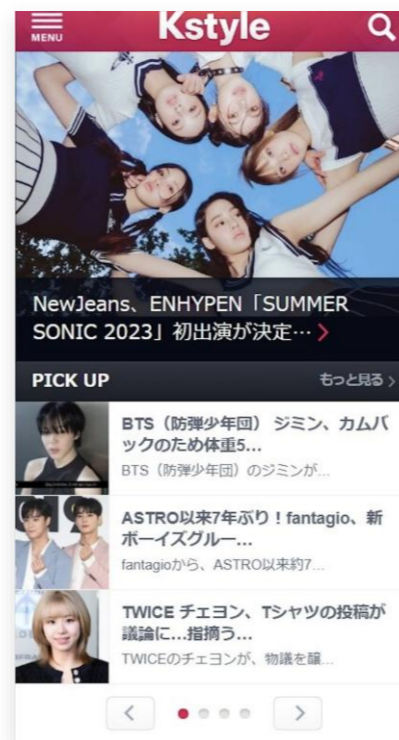 MENU
Kstyle
NewJeans、ENHYPEN「SUMMER
SONIC 2023」初出演が決定…
PICK UP
もっと見る
BTS（防弾少年団） ジミン、カムバ
ックのため体重5...
BTS（防弾少年団）のジミンが...
ASTRO以来7年ぶり！fantagio、新
ボーイズグルー...
fantagioから、ASTRO以来約7...
TWICE チェヨン、Tシャツの投稿が
議論に…指摘う...
TWICEのチェヨンが、物議を醸...